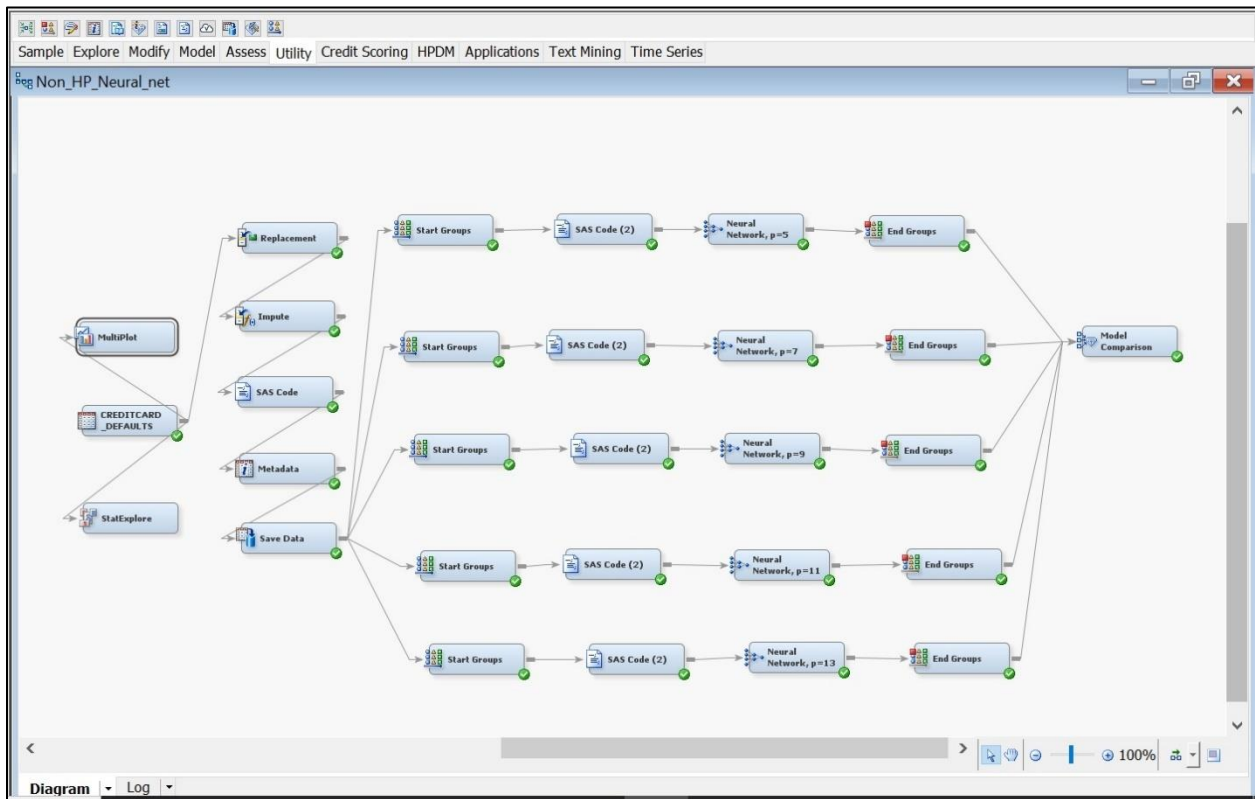 Sample Explore Modify Model Assess Utility Credit Scoring HPDM Applications Text Mining Time Series
Non_HP_Neural_net
Replacement
Impute
SAS Code
Metadata
Save Data
MultiPlot
CREDITCARD
_DEFAULTS
StatExplore
Start Groups
SAS Code (2)
Neural
Network, p=5
End Groups
Start Groups
SAS Code (2)
Neural
Network, p=7
End Groups
Start Groups
SAS Code (2)
Neural
Network, p=9
End Groups
Start Groups
SAS Code (2)
Neural
Network, p=11
End Groups
Start Groups
SAS Code (2)
Neural
Network, p=13
End Groups
Model
Comparison
100%
Diagram Log